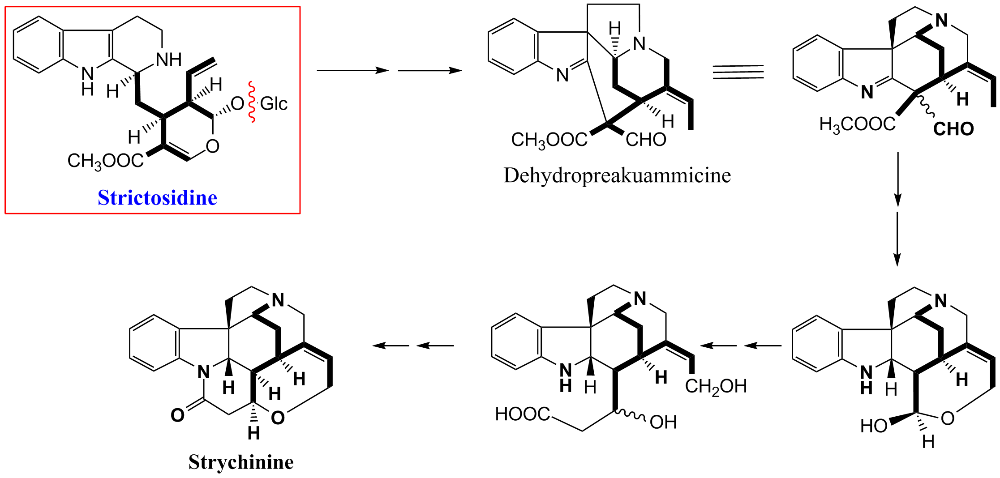 NH
N
H
H
H
O
Glc
H
O
CH3OOC
Strictosidine
H
N
N
H
CH3OOC
CHO
Dehydropreakuammicine
N
N
H
H3COOC
CHO
N
N
H
H
H
H
O
O
H
Strychinine
N
N
H
H
H
CH2OH
HOOC
OH
N
N
H
H
H
HO
O
H